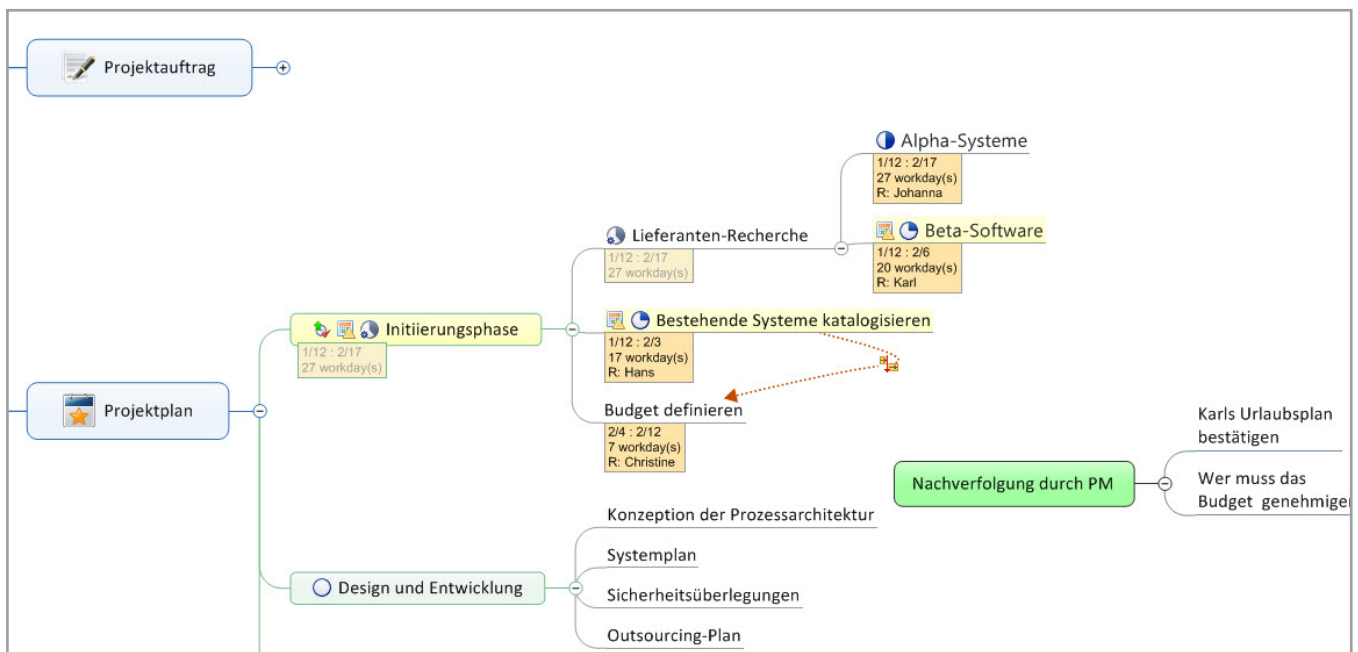 Projektauftrag
Alpha-Systeme
1/12 : 2/17
27 workday(s)
R: Johanna
Lieferanten-Recherche
1/12 : 2/17
27 workday(s)
Beta-Software
1/12 : 2/6
20 workday(s)
R: Karl
Initiierungsphase
1/12 : 2/17
27 workday(s)
Bestehende Systeme katalogisieren
1/12 : 2/3
17 workday(s)
R: Hans
Projektplan
Budget definieren
2/4 : 2/12
7 workday(s)
R: Christine
Nachverfolgung durch PM
Karls Urlaubsplan
bestätigen
Wer muss das
Budget genehmige
Konzeption der Prozessarchitektur
Systemplan
Design und Entwicklung
Sicherheitsüberlegungen
Outsourcing-Plan